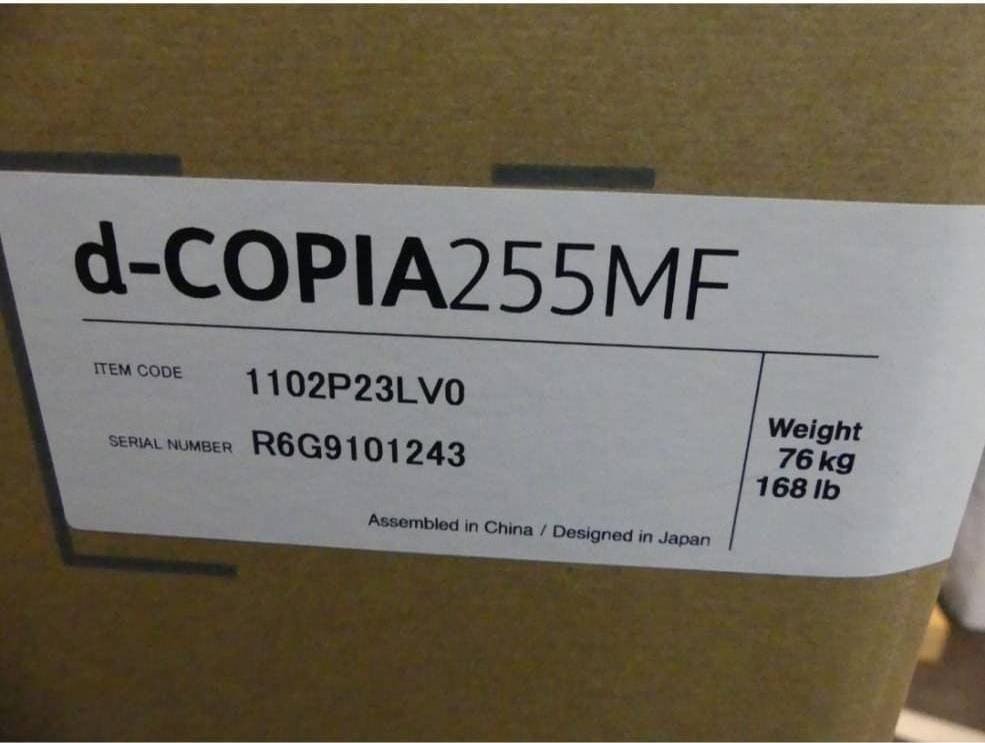 d-COPIA255MF
ITEM CODE 1102P23LV0
SERIAL NUMBER R6G9101243
Weight
76 kg
168 lb
Assembled in China / Designed in Japan